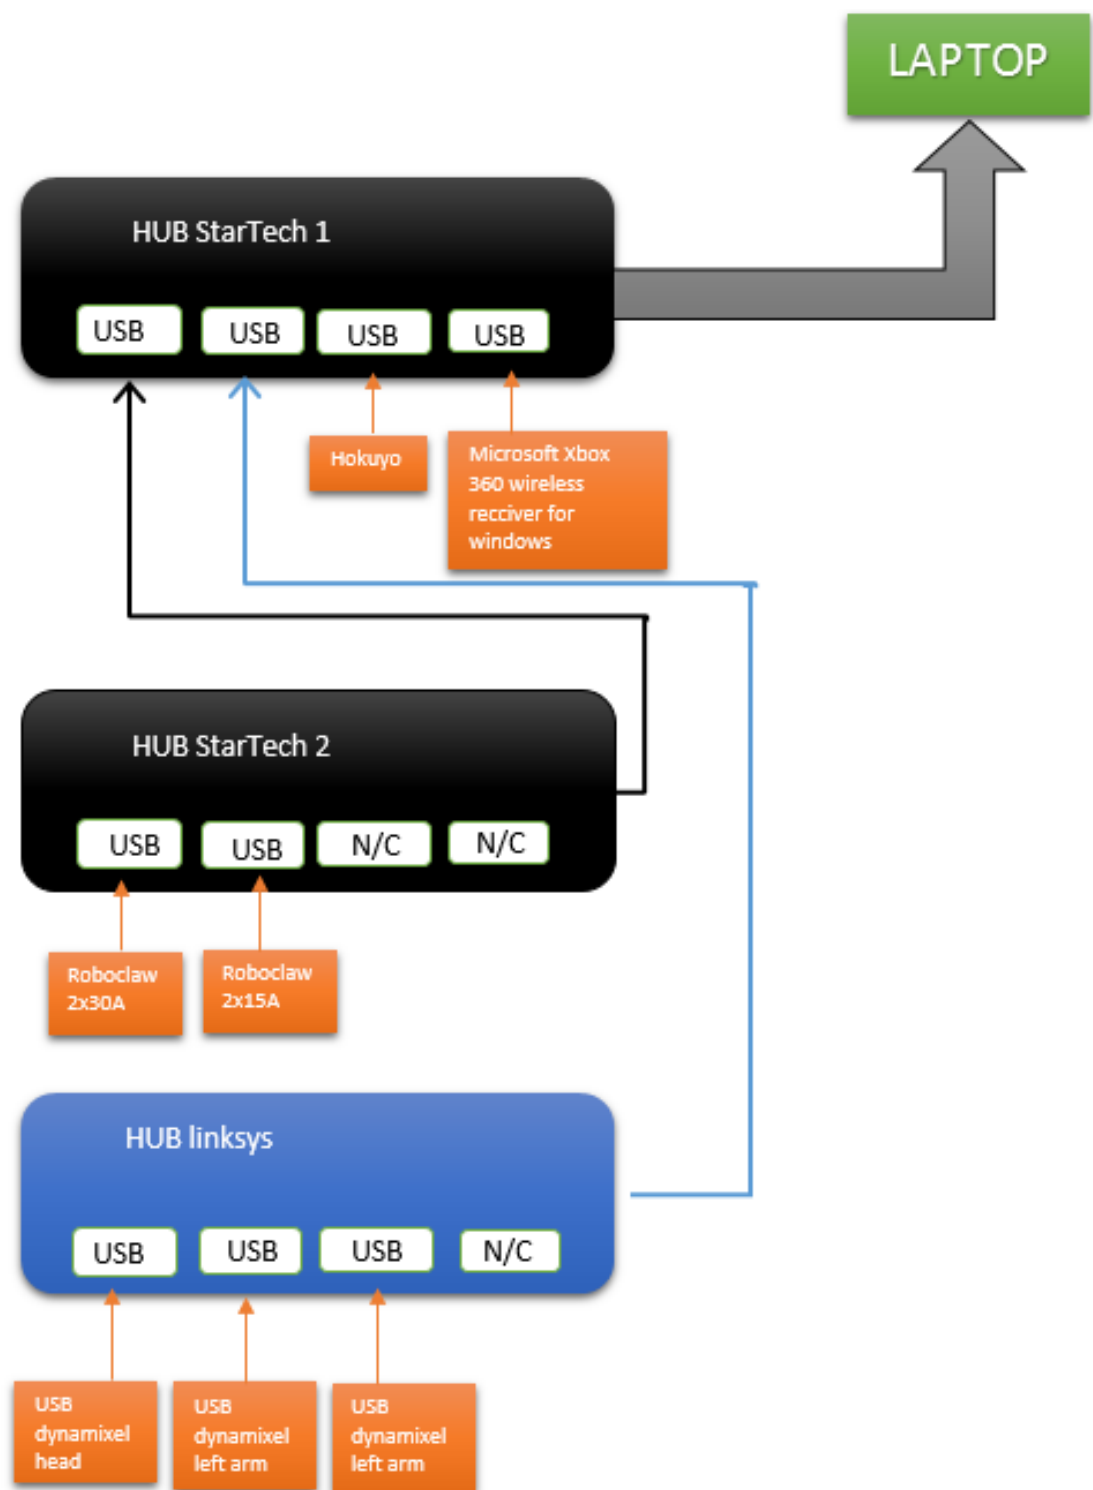 LAPTOP
HUB StarTech 1
USB USB USB USB
Hokuyo
Microsoft Xbox
360 wireless
recciver for
windows
HUB StarTech 2
USB USB N/C N/C
Roboclaw
2x30A
Roboclaw
2x15A
HUB linksys
USB USB USB N/C
USB
dynamixel
head
USB
dynamixel
left arm
USB
dynamixel
left arm